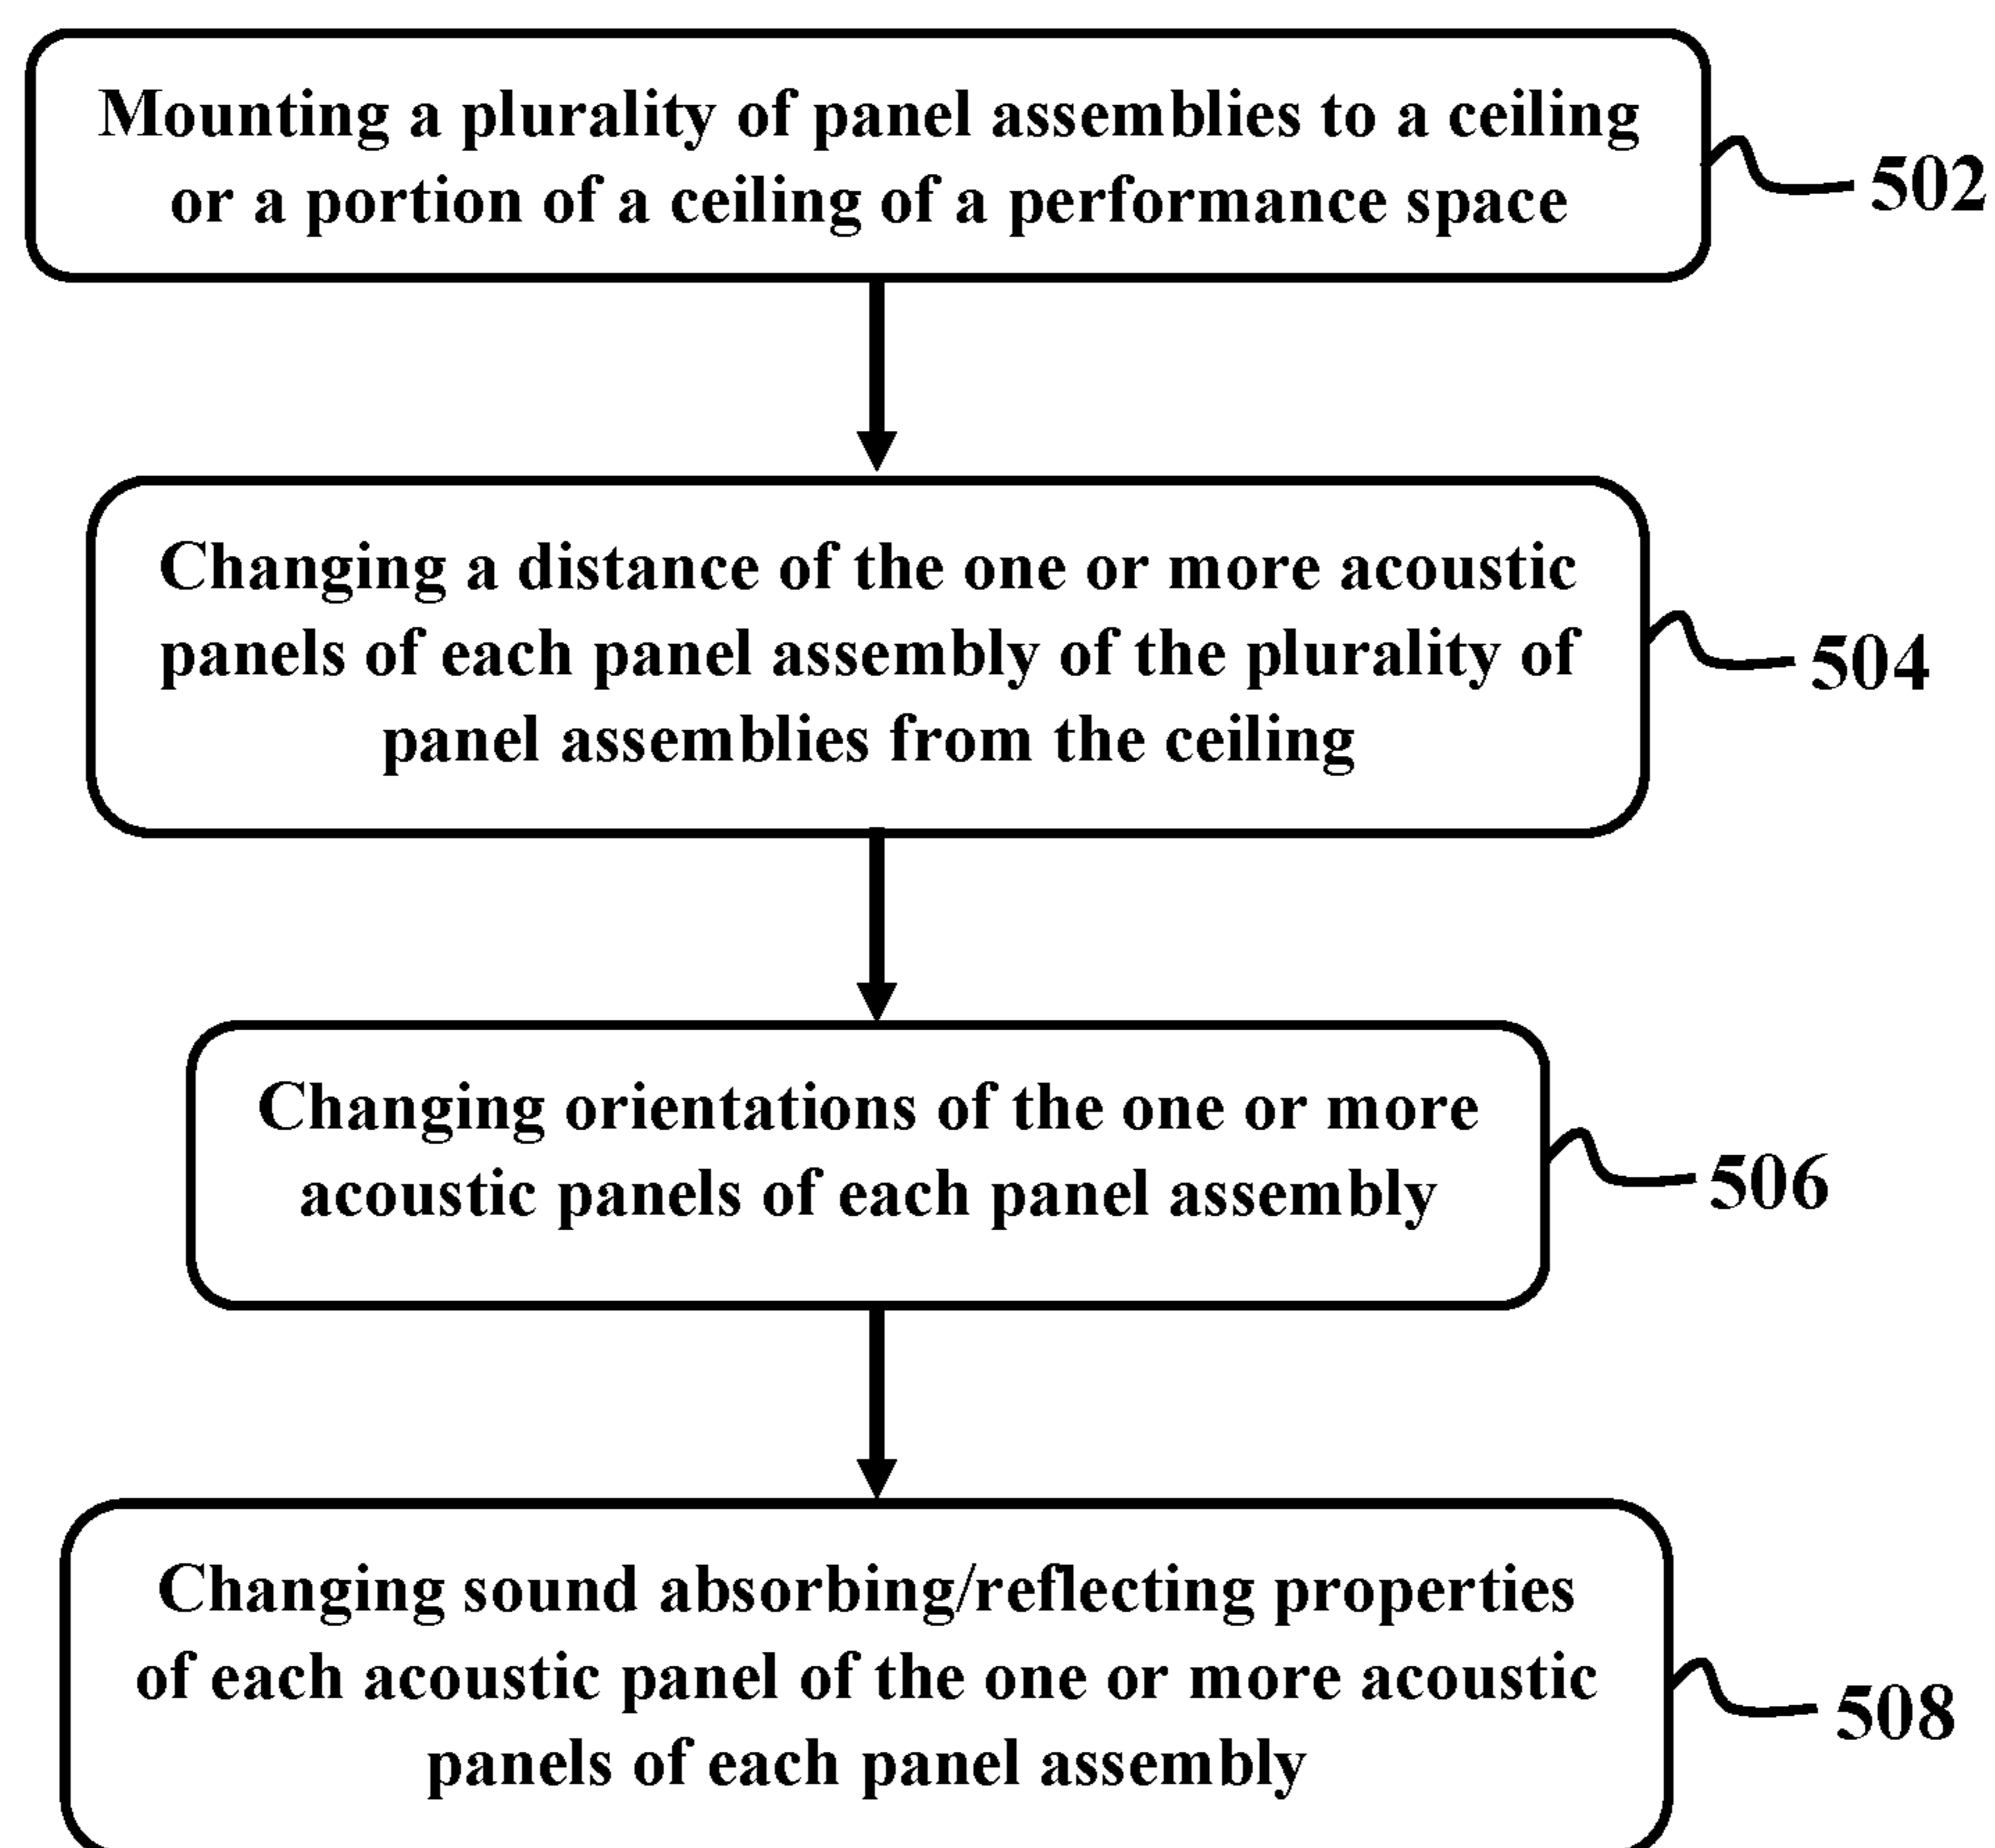 Mounting a plurality of panel assemblies to a ceiling
or a portion of a ceiling of a performance space
502
Changing a distance of the one or more acoustic
panels of each panel assembly of the plurality of
panel assemblies from the ceiling
504
Changing orientations of the one or more
acoustic panels of each panel assembly
506
Changing sound absorbing/reflecting properties
of each acoustic panel of the one or more acoustic
panels of each panel assembly
508